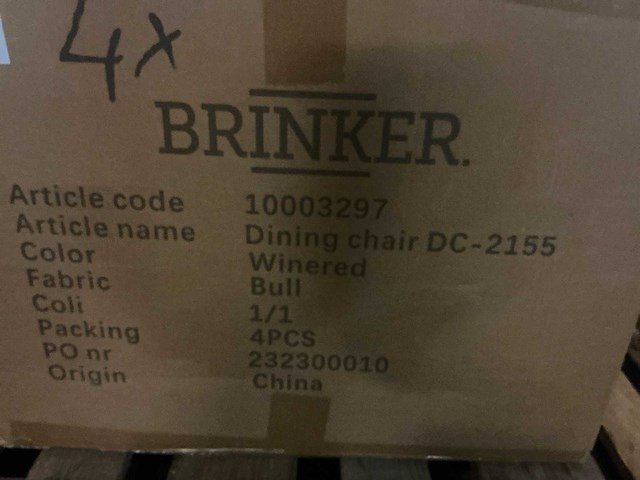 4x
BRINKER.
Article code 10003297
Article name Dining chair DC-2155
Color Winered
Fabric Bull
Coli 1/1
Packing 4PCS
PO nr 232300010
Origin China